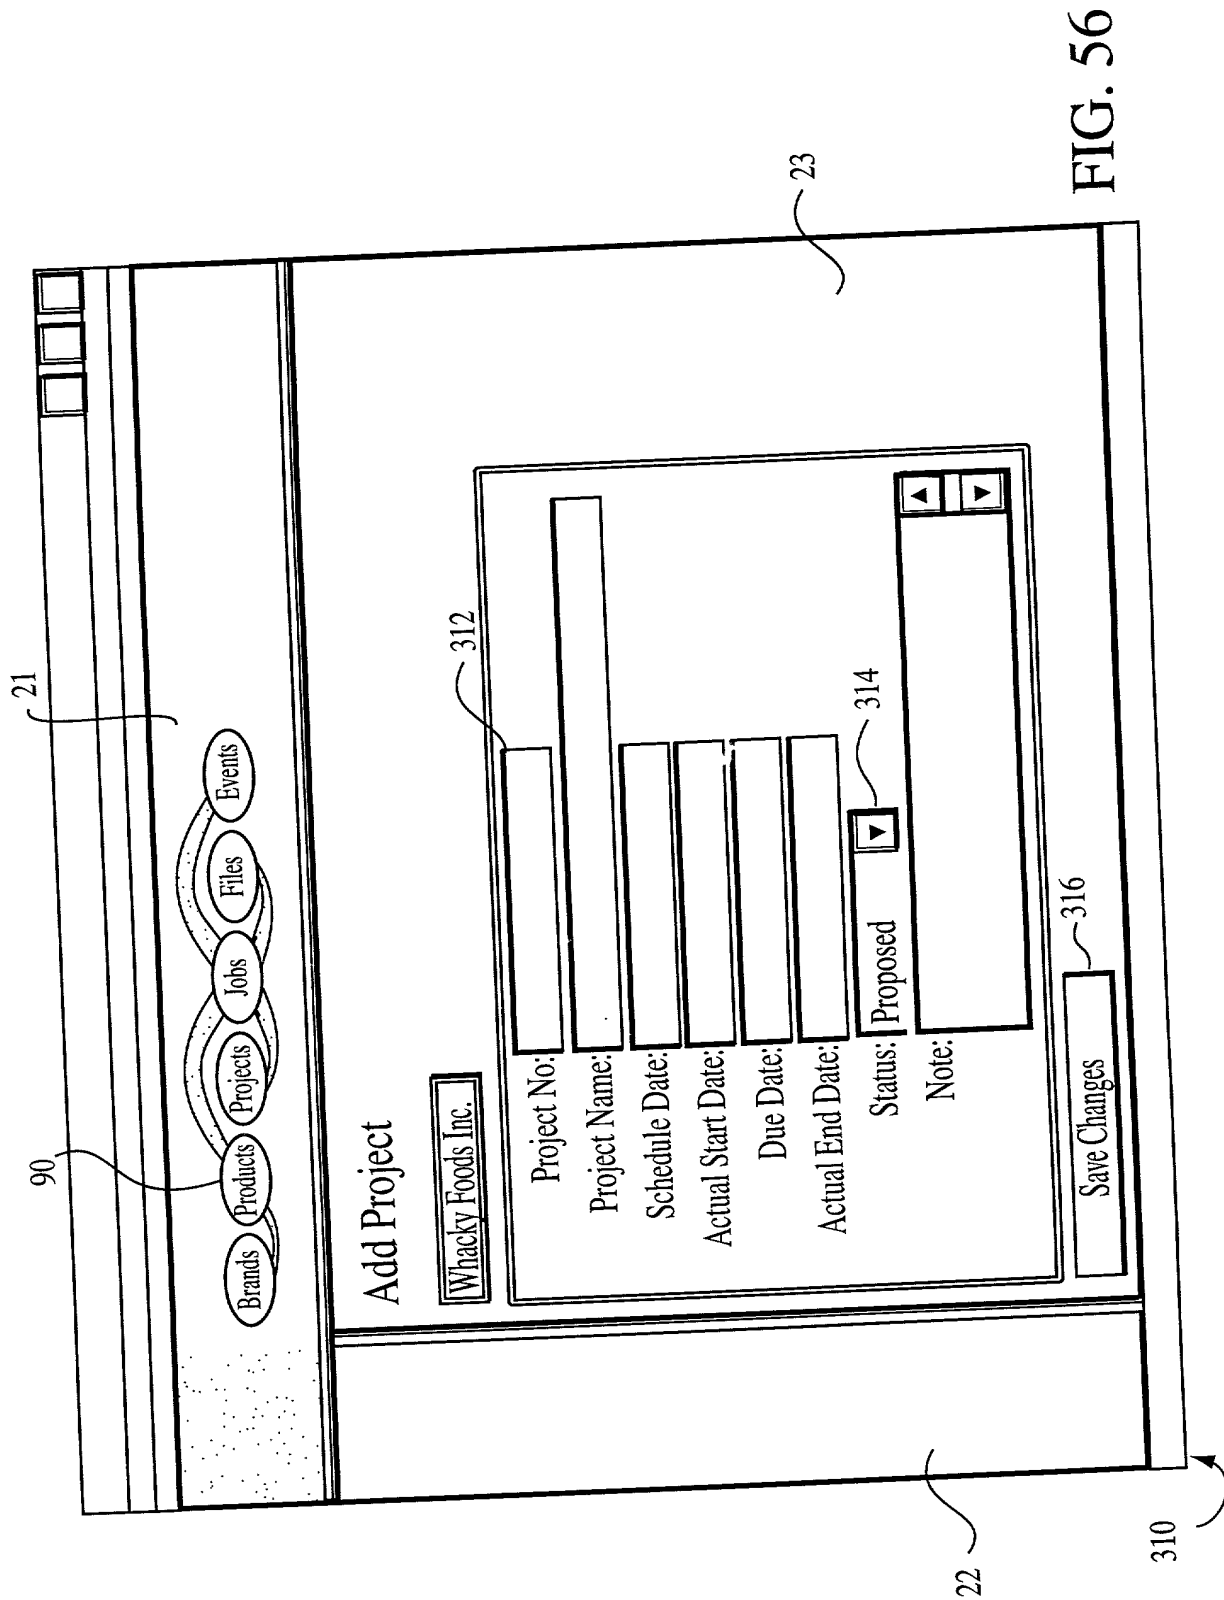 90
21
Brands Products Projects Jobs Files Events
Add Project
Whacky Foods Inc.
312
Project No:
Project Name:
Schedule Date:
Actual Start Date:
Due Date:
Actual End Date:
Status: Proposed
314
Note:
Save Changes
316
22
23
310
FIG. 56